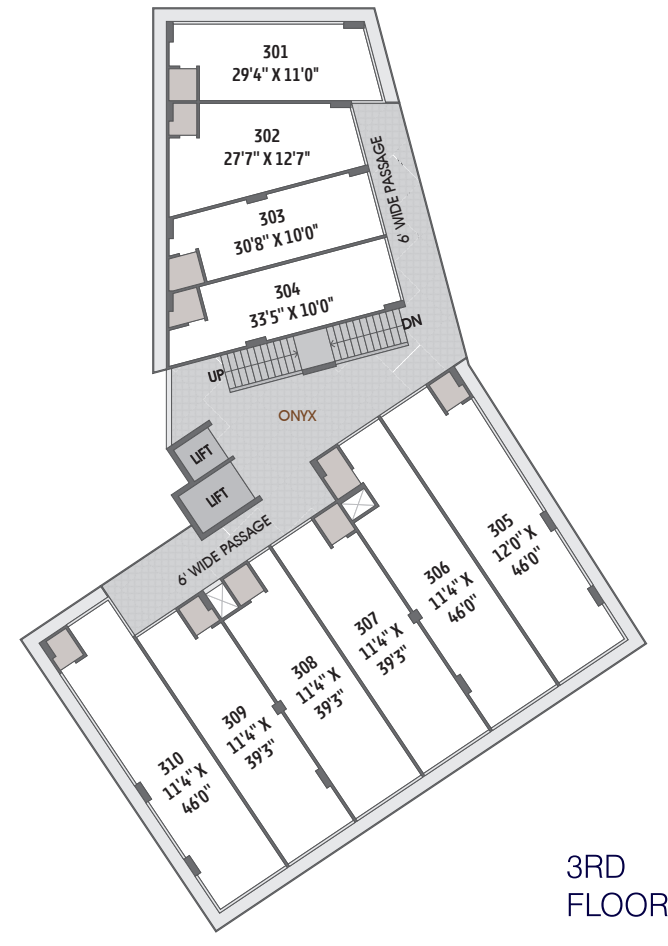 301
29'4" X 11'0"
302
27'7" X 12'7"
6' WIDE PASSAGE
303
30'8" X 10'0"
304
33'5" X 10'0"
DN
UP
ONYX
LIFT
LIFT
6' WIDE PASSAGE
305
12'0" X
46'0"
306
11'4" X
46'0"
307
11'4" X
39'3"
308
11'4" X
39'3"
309
11'4" X
39'3"
310
11'4" X
46'0"
3RD
FLOOR